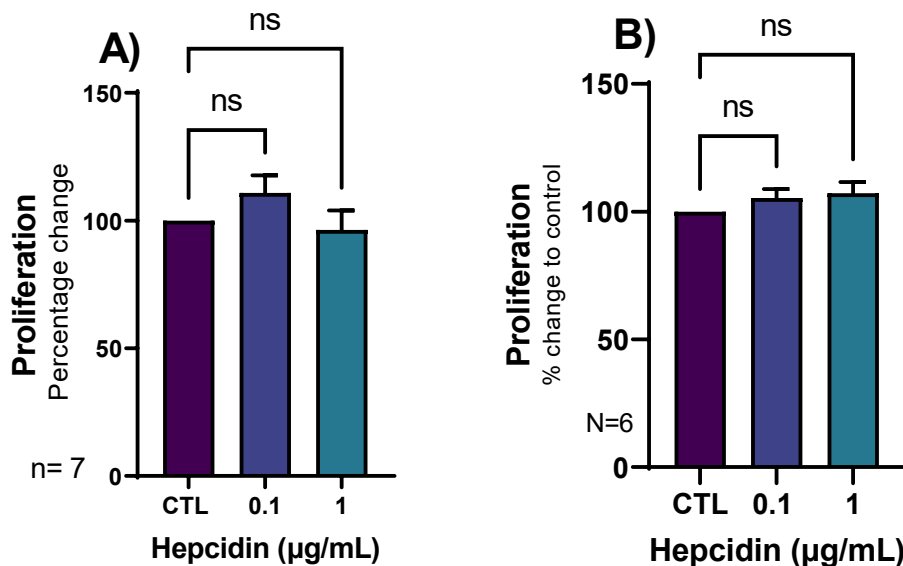 A)
ns
ns
150
100
50
0
Proliferation
Percentage change
n= 7
CTL 0.1 1
Hepcidin (µg/mL)
B)
ns
ns
150
100
50
0
Proliferation
% change to control
N=6
CTL 0.1 1
Hepcidin (µg/mL)